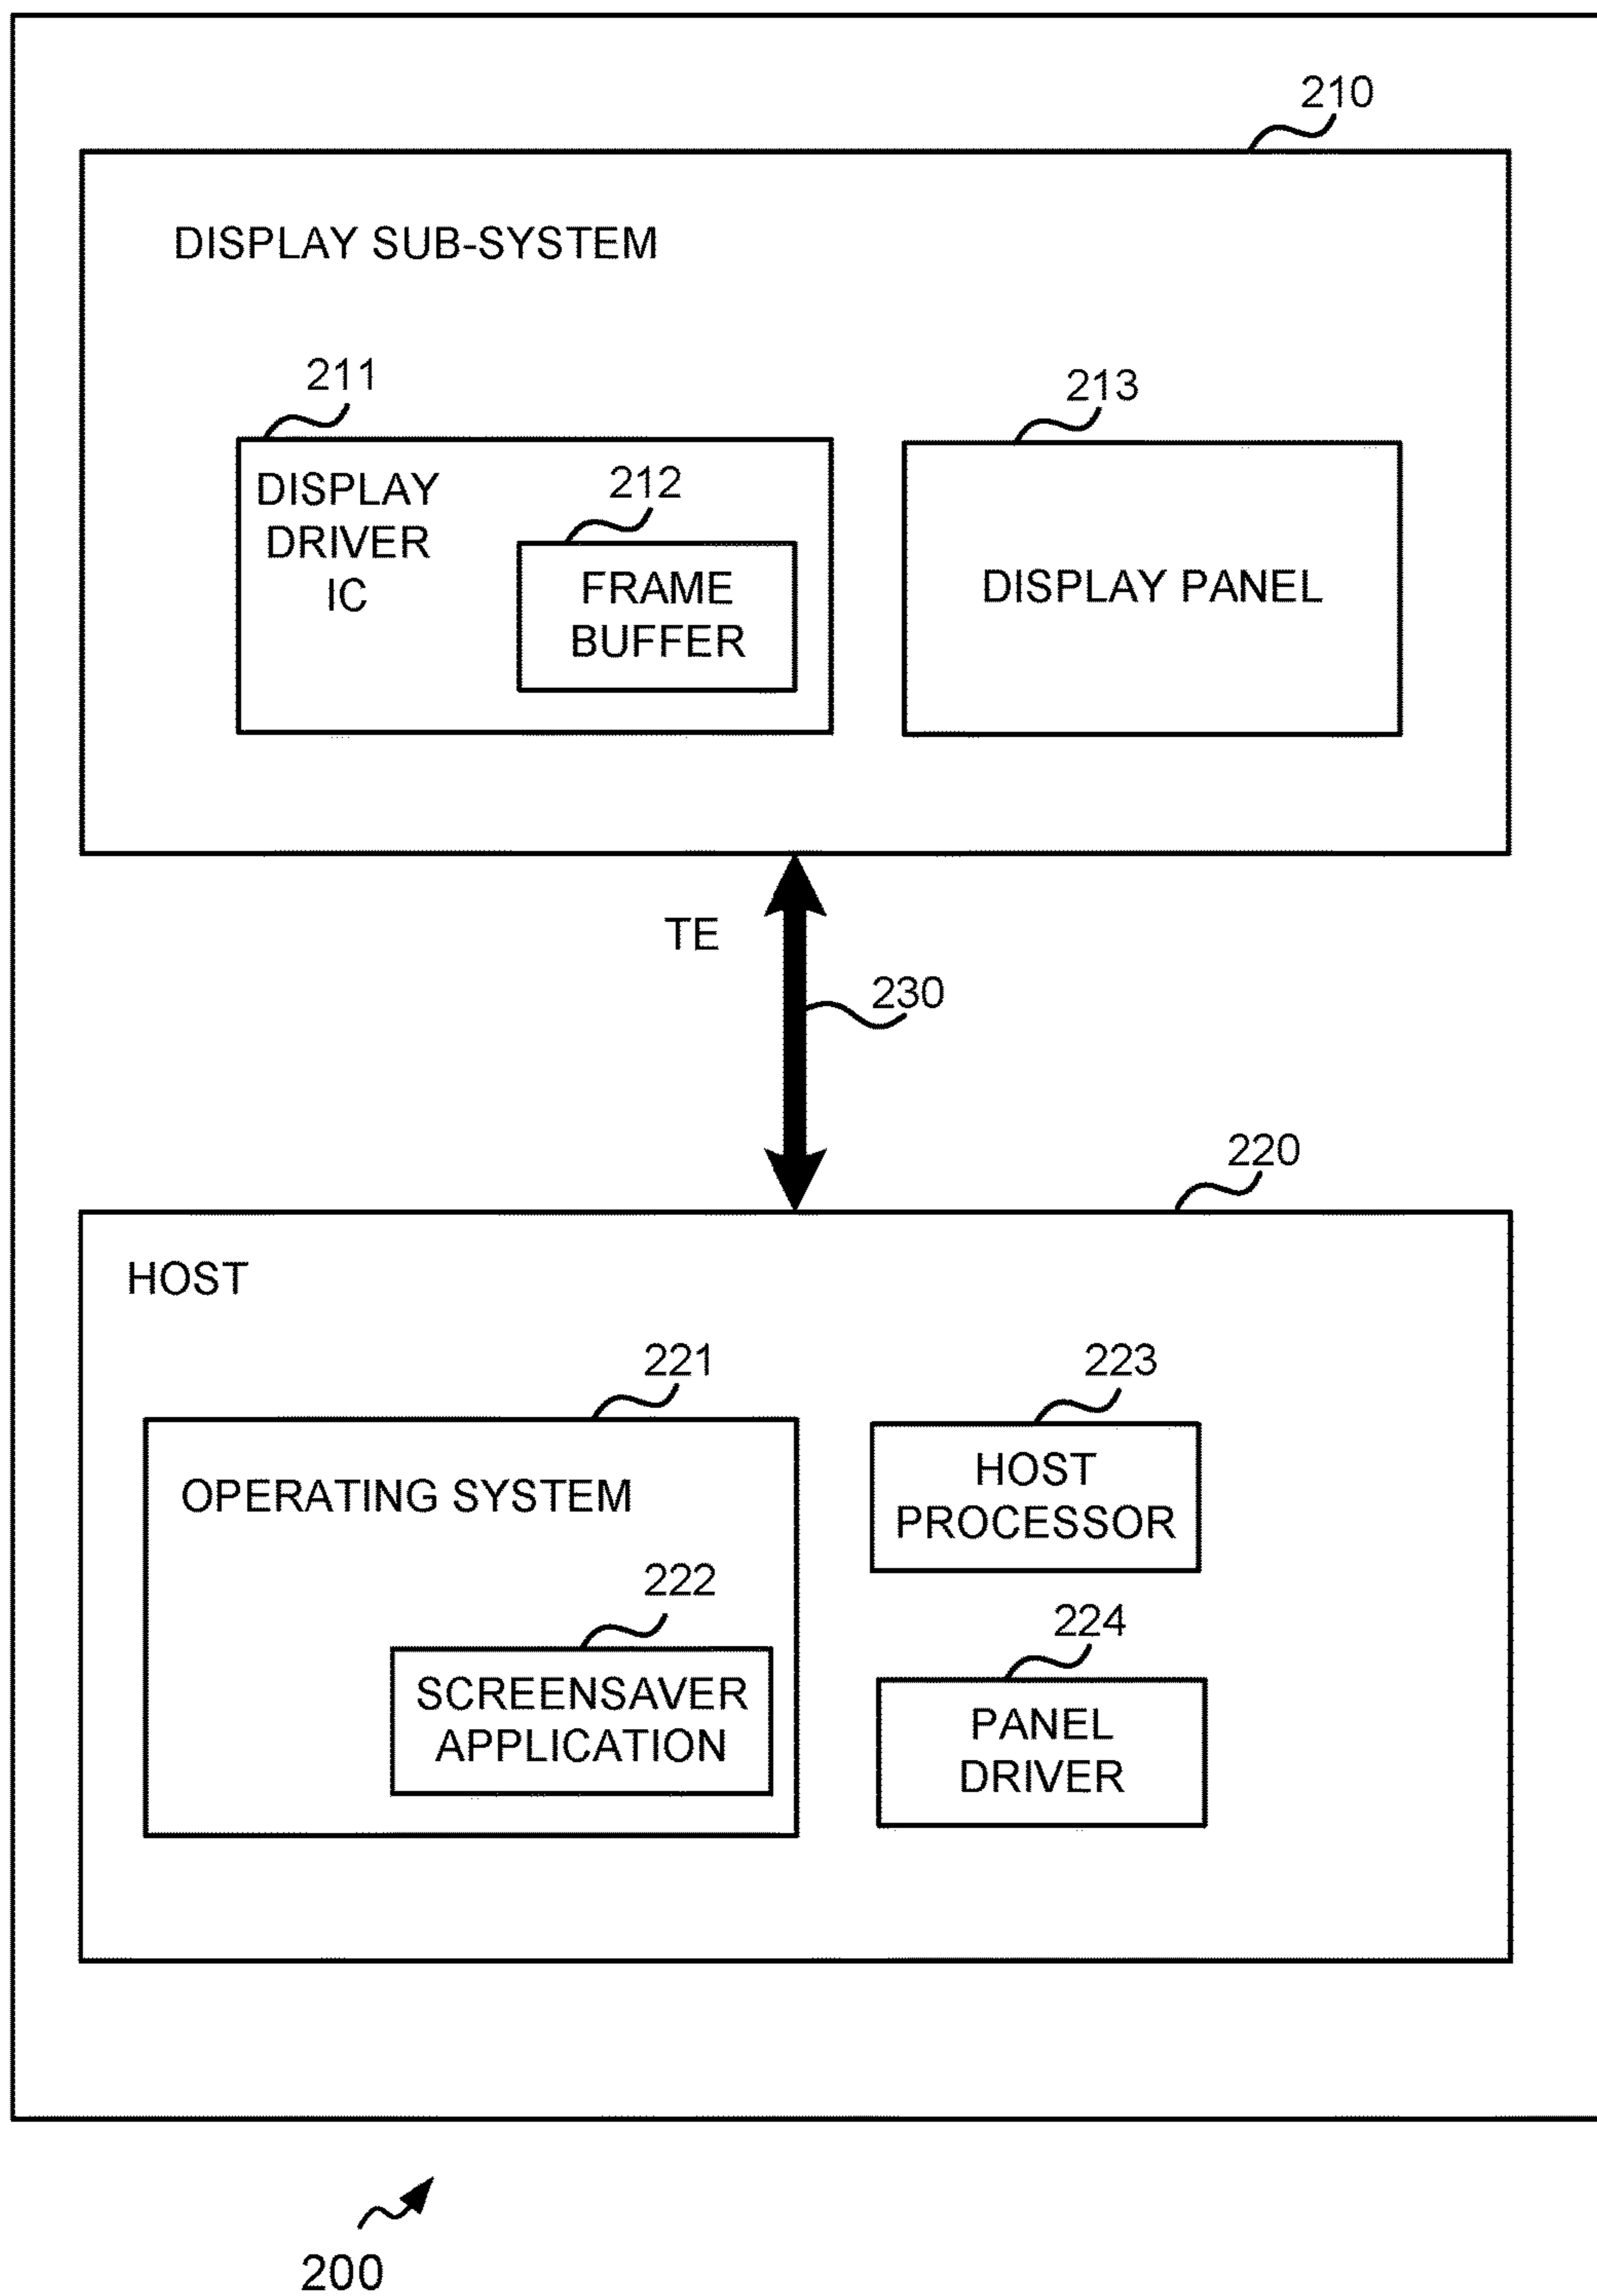 210
DISPLAY SUB-SYSTEM
211
213
DISPLAY
DRIVER
IC
212
FRAME
BUFFER
DISPLAY PANEL
TE
230
220
HOST
221
223
OPERATING SYSTEM
HOST
PROCESSOR
222
SCREENSAVER
APPLICATION
224
PANEL
DRIVER
200